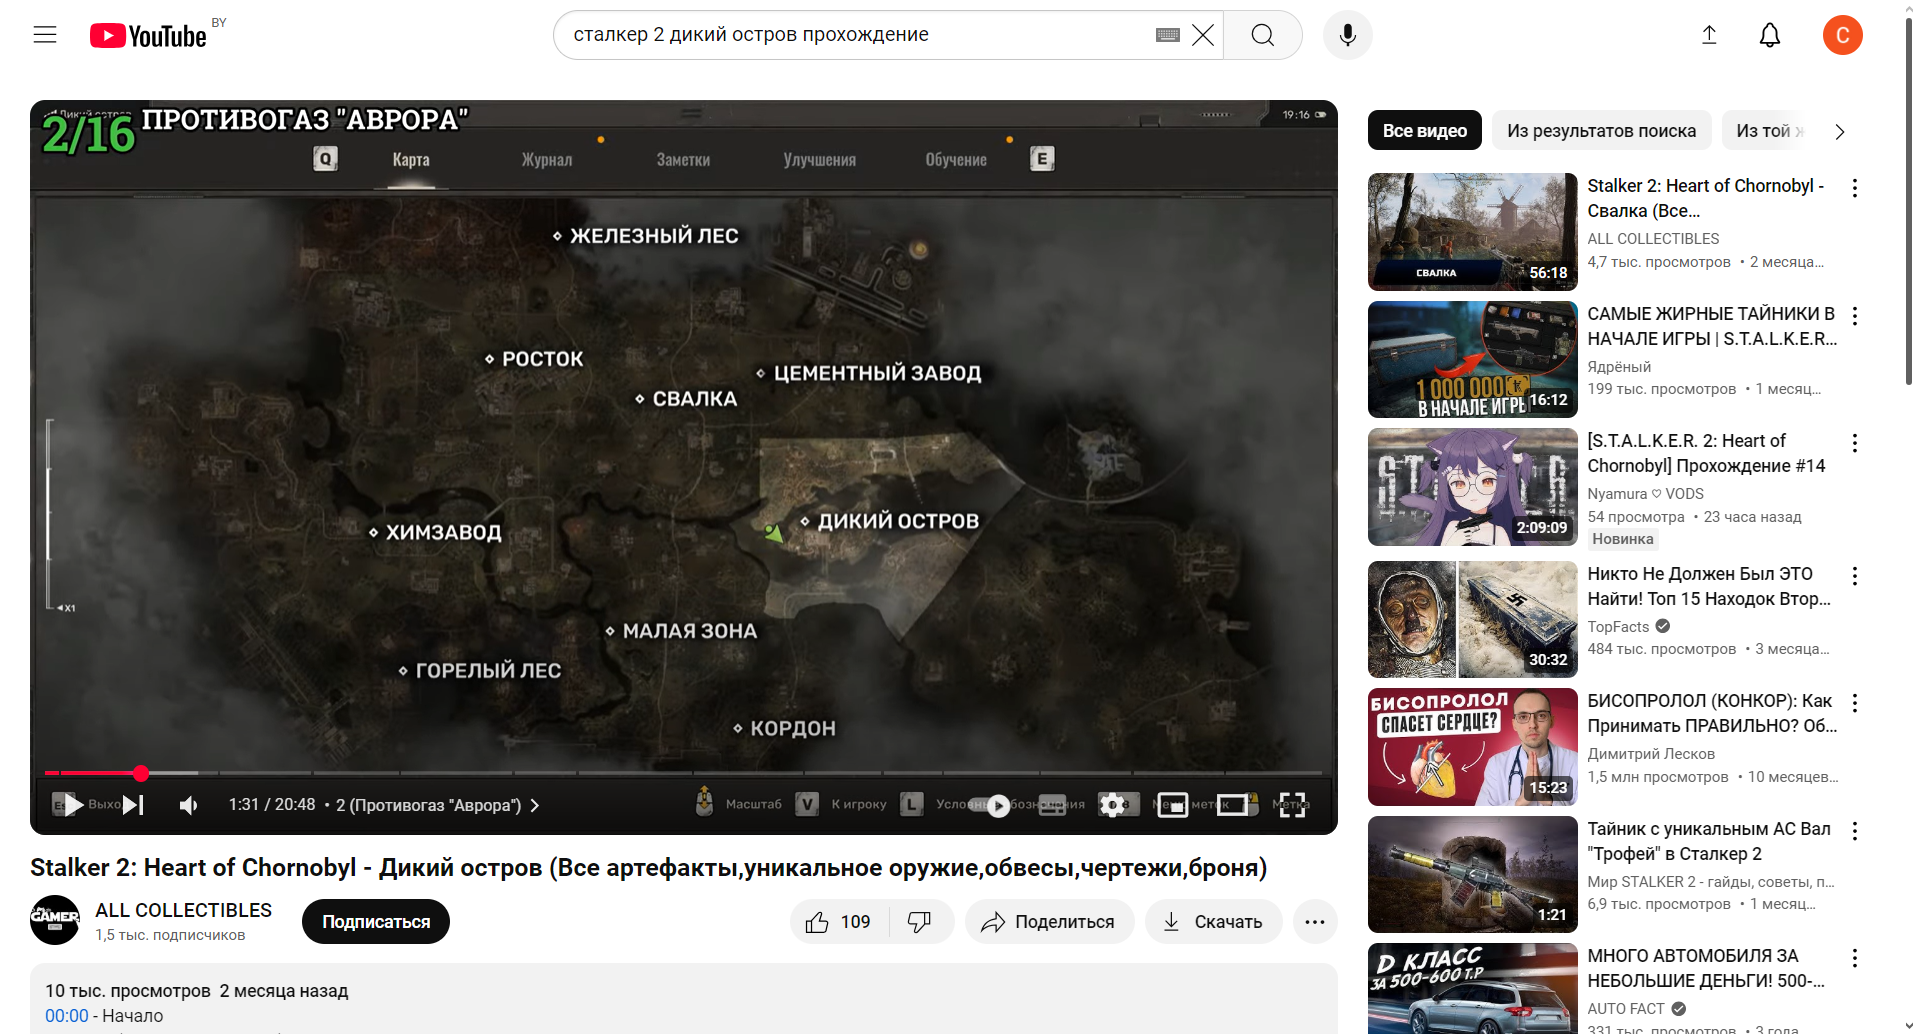 YouTube BY
сталкер 2 дикий остров прохождение
C
2/16
ПРОТИВОГАЗ "АВРОРА"
19:16
Q Карта Журнал Заметки Улучшения Обучение E
ЖЕЛЕЗНЫЙ ЛЕС
РОСТОК
ЦЕМЕНТНЫЙ ЗАВОД
СВАЛКА
ДИКИЙ ОСТРОВ
ХИМЗАВОД
X1
МАЛАЯ ЗОНА
ГОРЕЛЫЙ ЛЕС
КОРДОН
1:31 / 20:48 • 2 (Противогаз "Аврора")
Масштаб V К игроку L
Метка
Stalker 2: Heart of Chornobyl - Дикий остров (Все артефакты,уникальное оружие,обвесы,чертежи,броня)
GAMER
ALL COLLECTIBLES
1,5 тыс. подписчиков
Подписаться
109
Поделиться
Скачать
10 тыс. просмотров 2 месяца назад
00:00 - Начало
Все видео
Из результатов поиска
Из той
СВАЛКА
56:18
Stalker 2: Heart of Chornobyl -
Свалка (Все...
ALL COLLECTIBLES
4,7 тыс. просмотров • 2 месяца...
1 000 000
В НАЧАЛЕ ИГРЫ
16:12
САМЫЕ ЖИРНЫЕ ТАЙНИКИ В
НАЧАЛЕ ИГРЫ | S.T.A.L.K.E.R...
Ядрёный
199 тыс. просмотров • 1 месяц...
2:09:09
[S.T.A.L.K.E.R. 2: Heart of
Chornobyl] Прохождение #14
Nyamura ♡ VODS
54 просмотра • 23 часа назад
Новинка
30:32
Никто Не Должен Был ЭТО
Найти! Топ 15 Находок Втор...
TopFacts
484 тыс. просмотров • 3 месяца...
БИСОПРОЛОЛ
СПАСЕТ СЕРДЦЕ?
15:23
БИСОПРОЛОЛ (КОНКОР): Как
Принимать ПРАВИЛЬНО? Об...
Димитрий Лесков
1,5 млн просмотров • 10 месяцев...
1:21
Тайник с уникальным АС Вал
"Трофей" в Сталкер 2
Мир STALKER 2 - гайды, советы, п...
6,9 тыс. просмотров • 1 месяц...
D КЛАСС
ЗА 500-600 Т.Р
МНОГО АВТОМОБИЛЯ ЗА
НЕБОЛЬШИЕ ДЕНЬГИ! 500-...
AUTO FACT
331 тыс. просмотров • 3 года